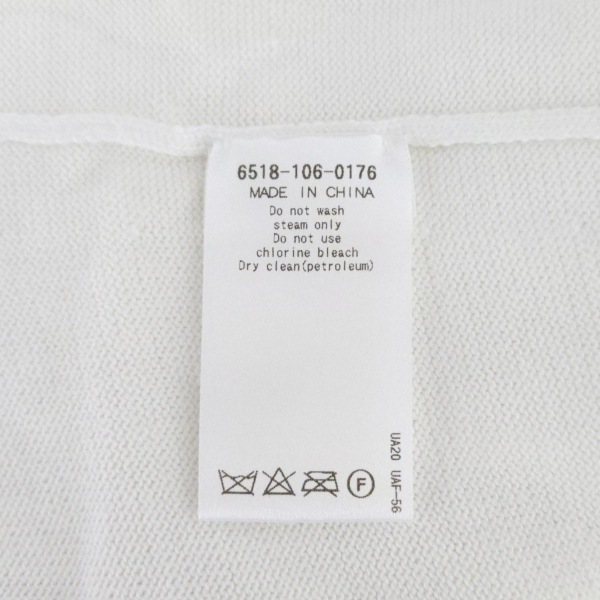 6518-106-0176
MADE IN CHINA
Do not wash
steam only
Do not use
chlorine bleach
Dry clean(petroleum)
F
UA20 UAF-56